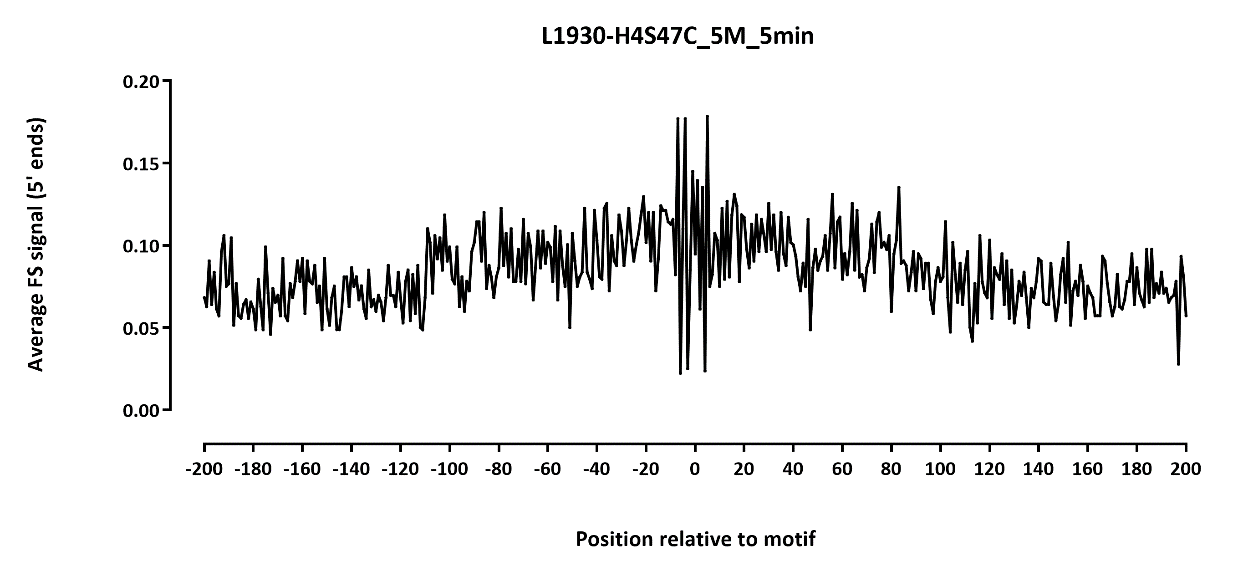 L1930-H4S47C_5M_5min
Average FS signal (5' ends)
0.20
0.15
0.10
0.05
0.00
-200 -180 -160 -140 -120 -100 -80 -60 -40 -20 0 20 40 60 80 100 120 140 160 180 200
Position relative to motif